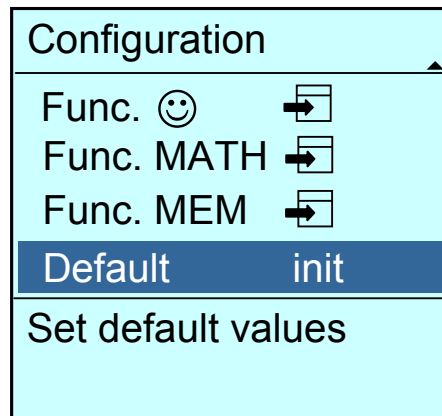 Configuration
Func. ☺
Func. MATH
Func. MEM
Default init
Set default values